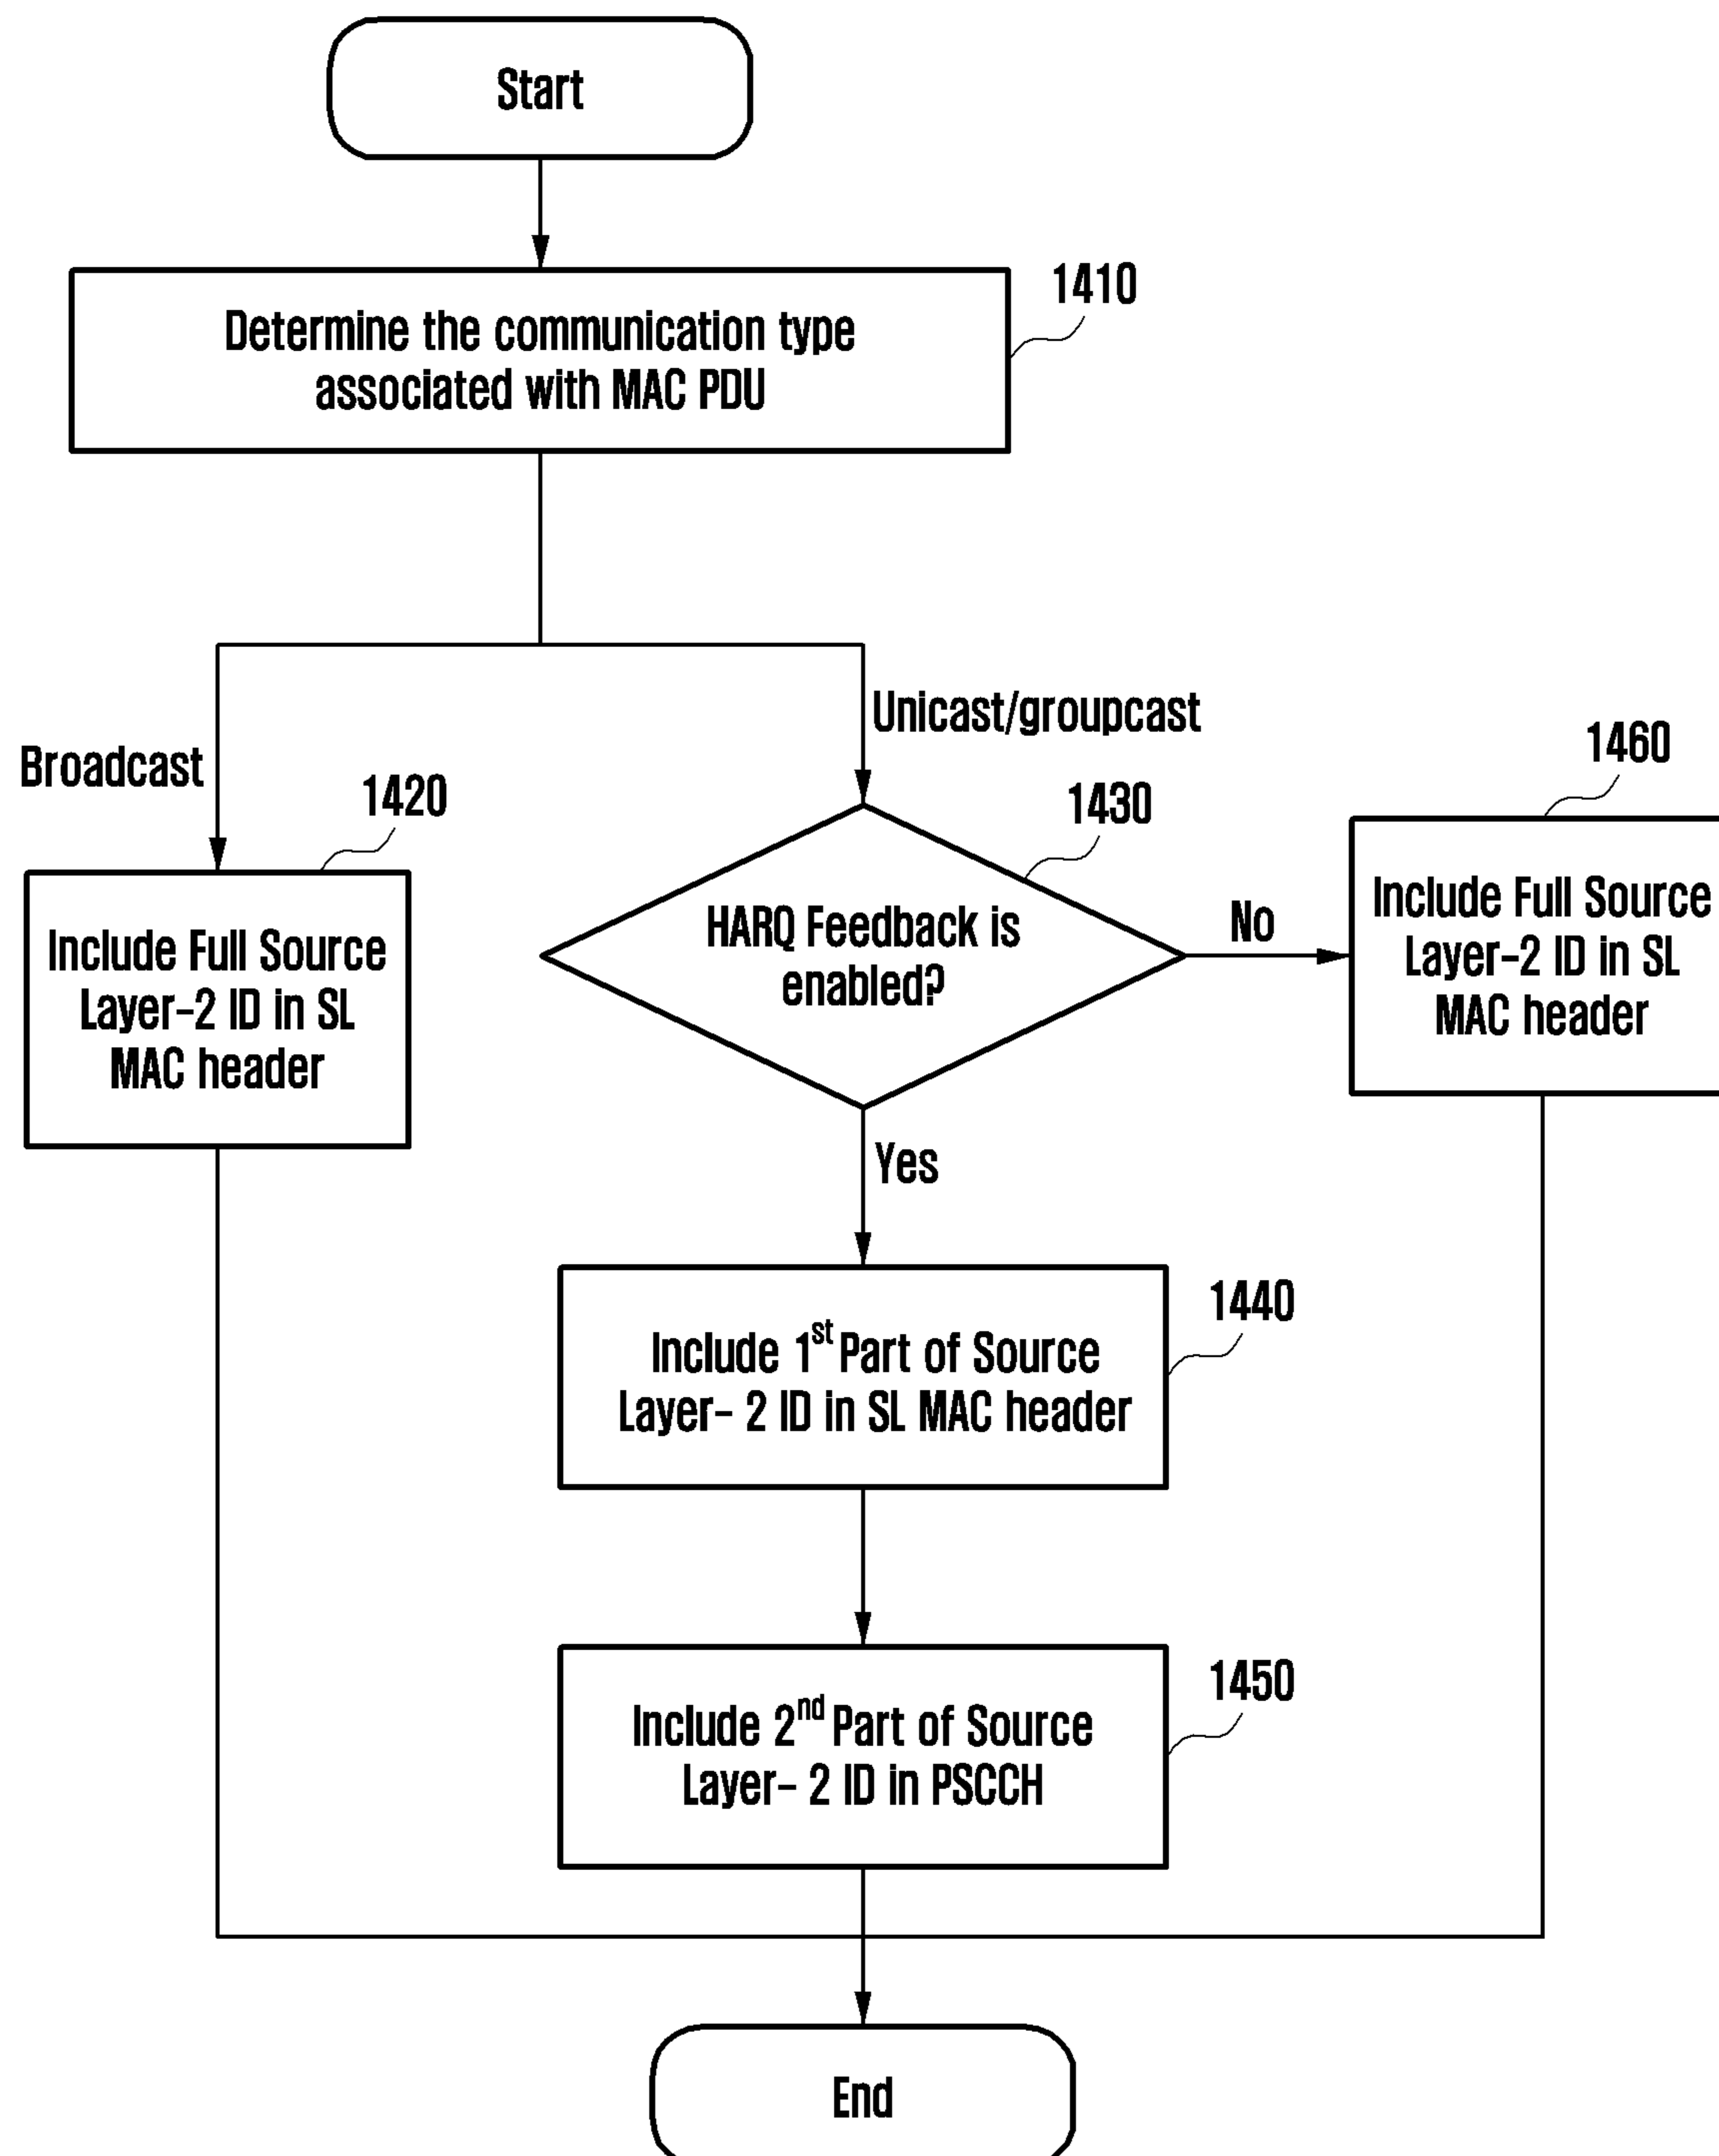 Start
1410
Determine the communication type
associated with MAC PDU
Unicast/groupcast
Broadcast
1420
1430
1460
Include Full Source
Layer-2 ID in SL
MAC header
HARQ Feedback is
enabled?
No
Include Full Source
Layer-2 ID in SL
MAC header
Yes
1440
Include 1st Part of Source
Layer- 2 ID in SL MAC header
1450
Include 2nd Part of Source
Layer- 2 ID in PSCCH
End